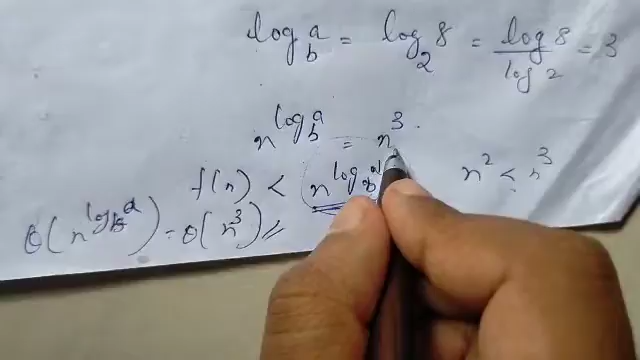 log_b a = log_2 8 = log 8 / log 2 = 3
n^{log_b a} = n^3.
f(n) < n^{log_b a} n^2 < n^3
θ(n^{log_b a}) = θ(n^3)